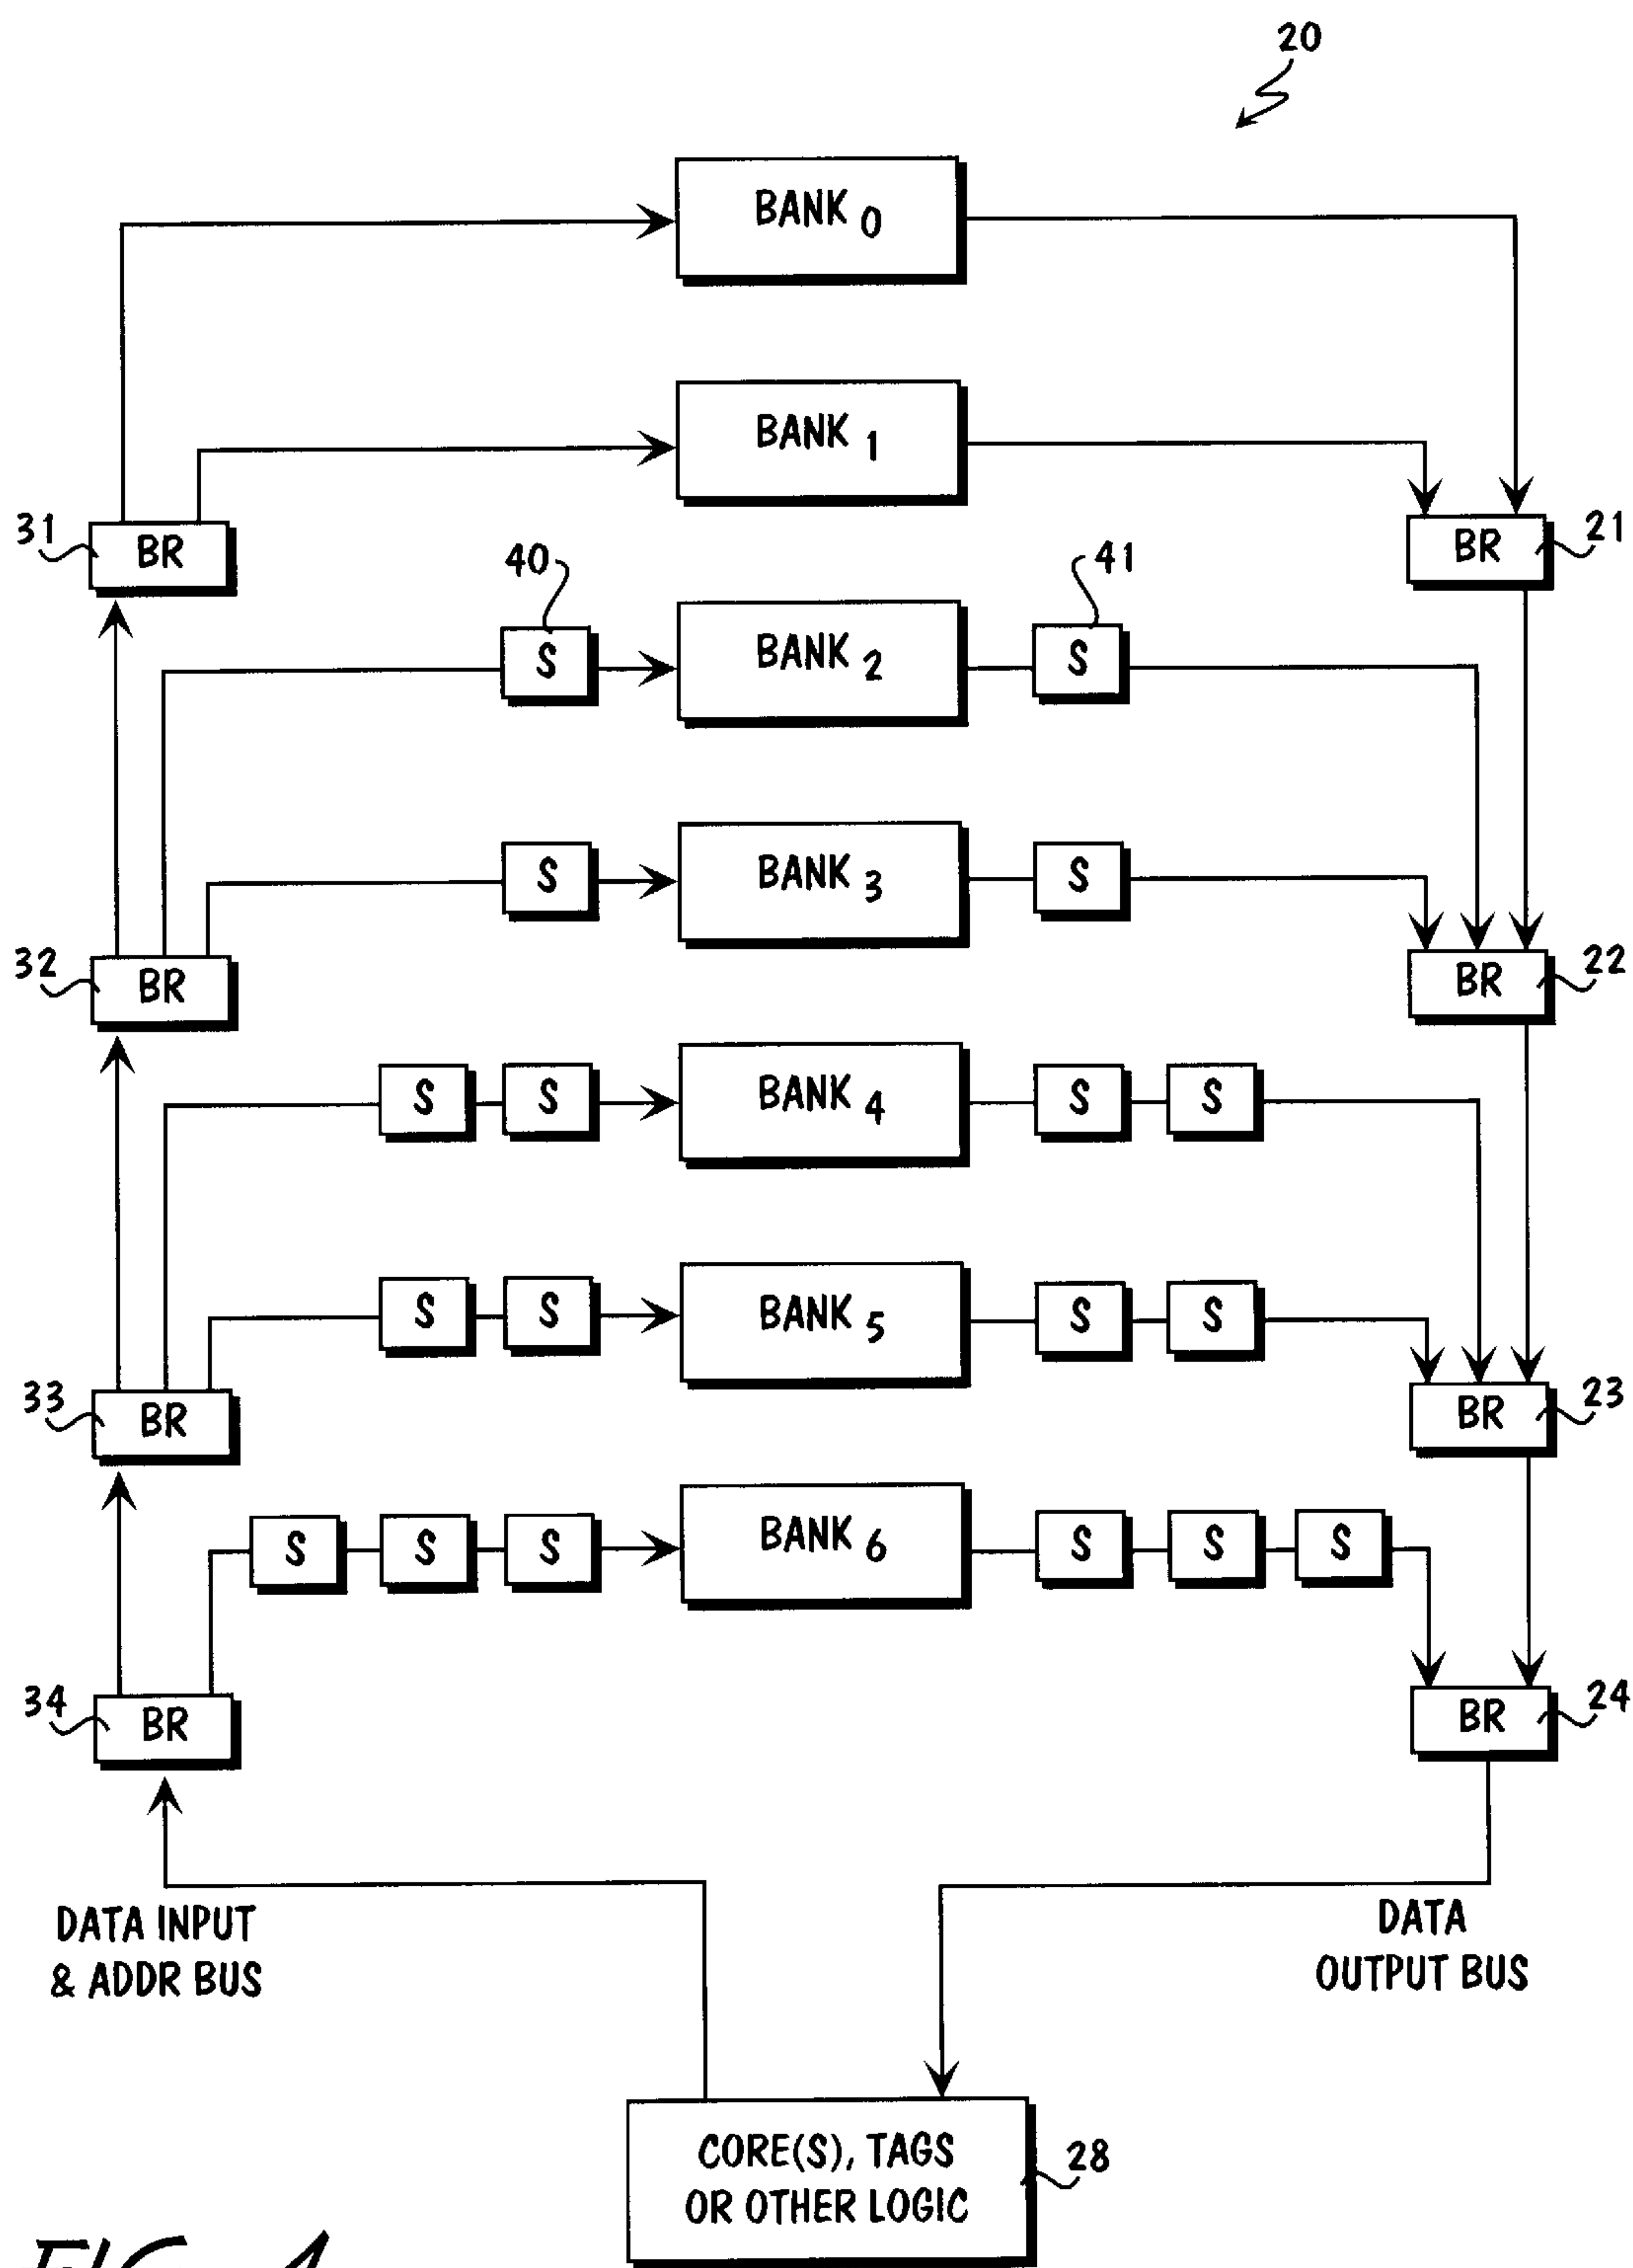 20
BANK 0
BANK 1
31 BR
BR 21
40 41
S BANK 2 S
S BANK 3 S
32 BR
BR 22
S S BANK 4 S S
S S BANK 5 S S
33 BR
BR 23
S S S BANK 6 S S S
34 BR
BR 24
DATA INPUT
& ADDR BUS
DATA
OUTPUT BUS
CORE(S), TAGS
OR OTHER LOGIC
28